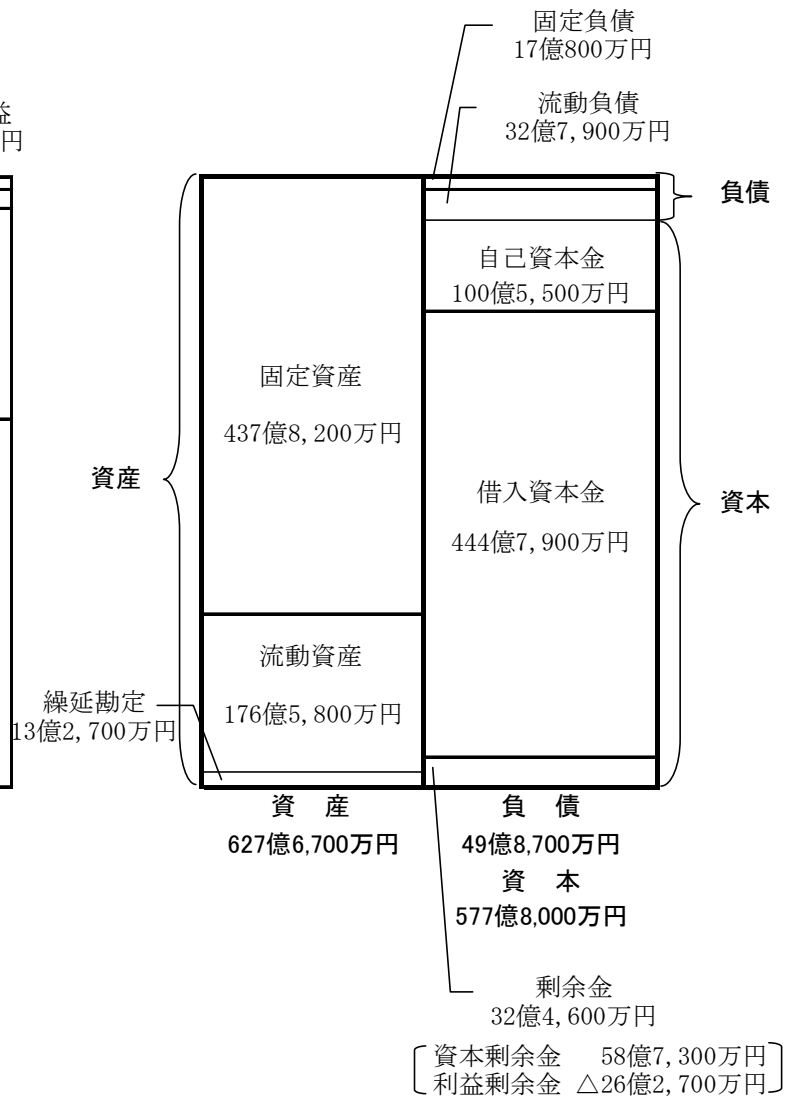 固定負債
17億800万円
流動負債
32億7,900万円
益
円
負債
自己資本金
100億5,500万円
固定資産
437億8,200万円
資産
借入資本金
444億7,900万円
資本
流動資産
176億5,800万円
繰延勘定
13億2,700万円
資　産
627億6,700万円
負　債
49億8,700万円
資　本
577億8,000万円
剰余金
32億4,600万円
資本剰余金　58億7,300万円
利益剰余金 △26億2,700万円